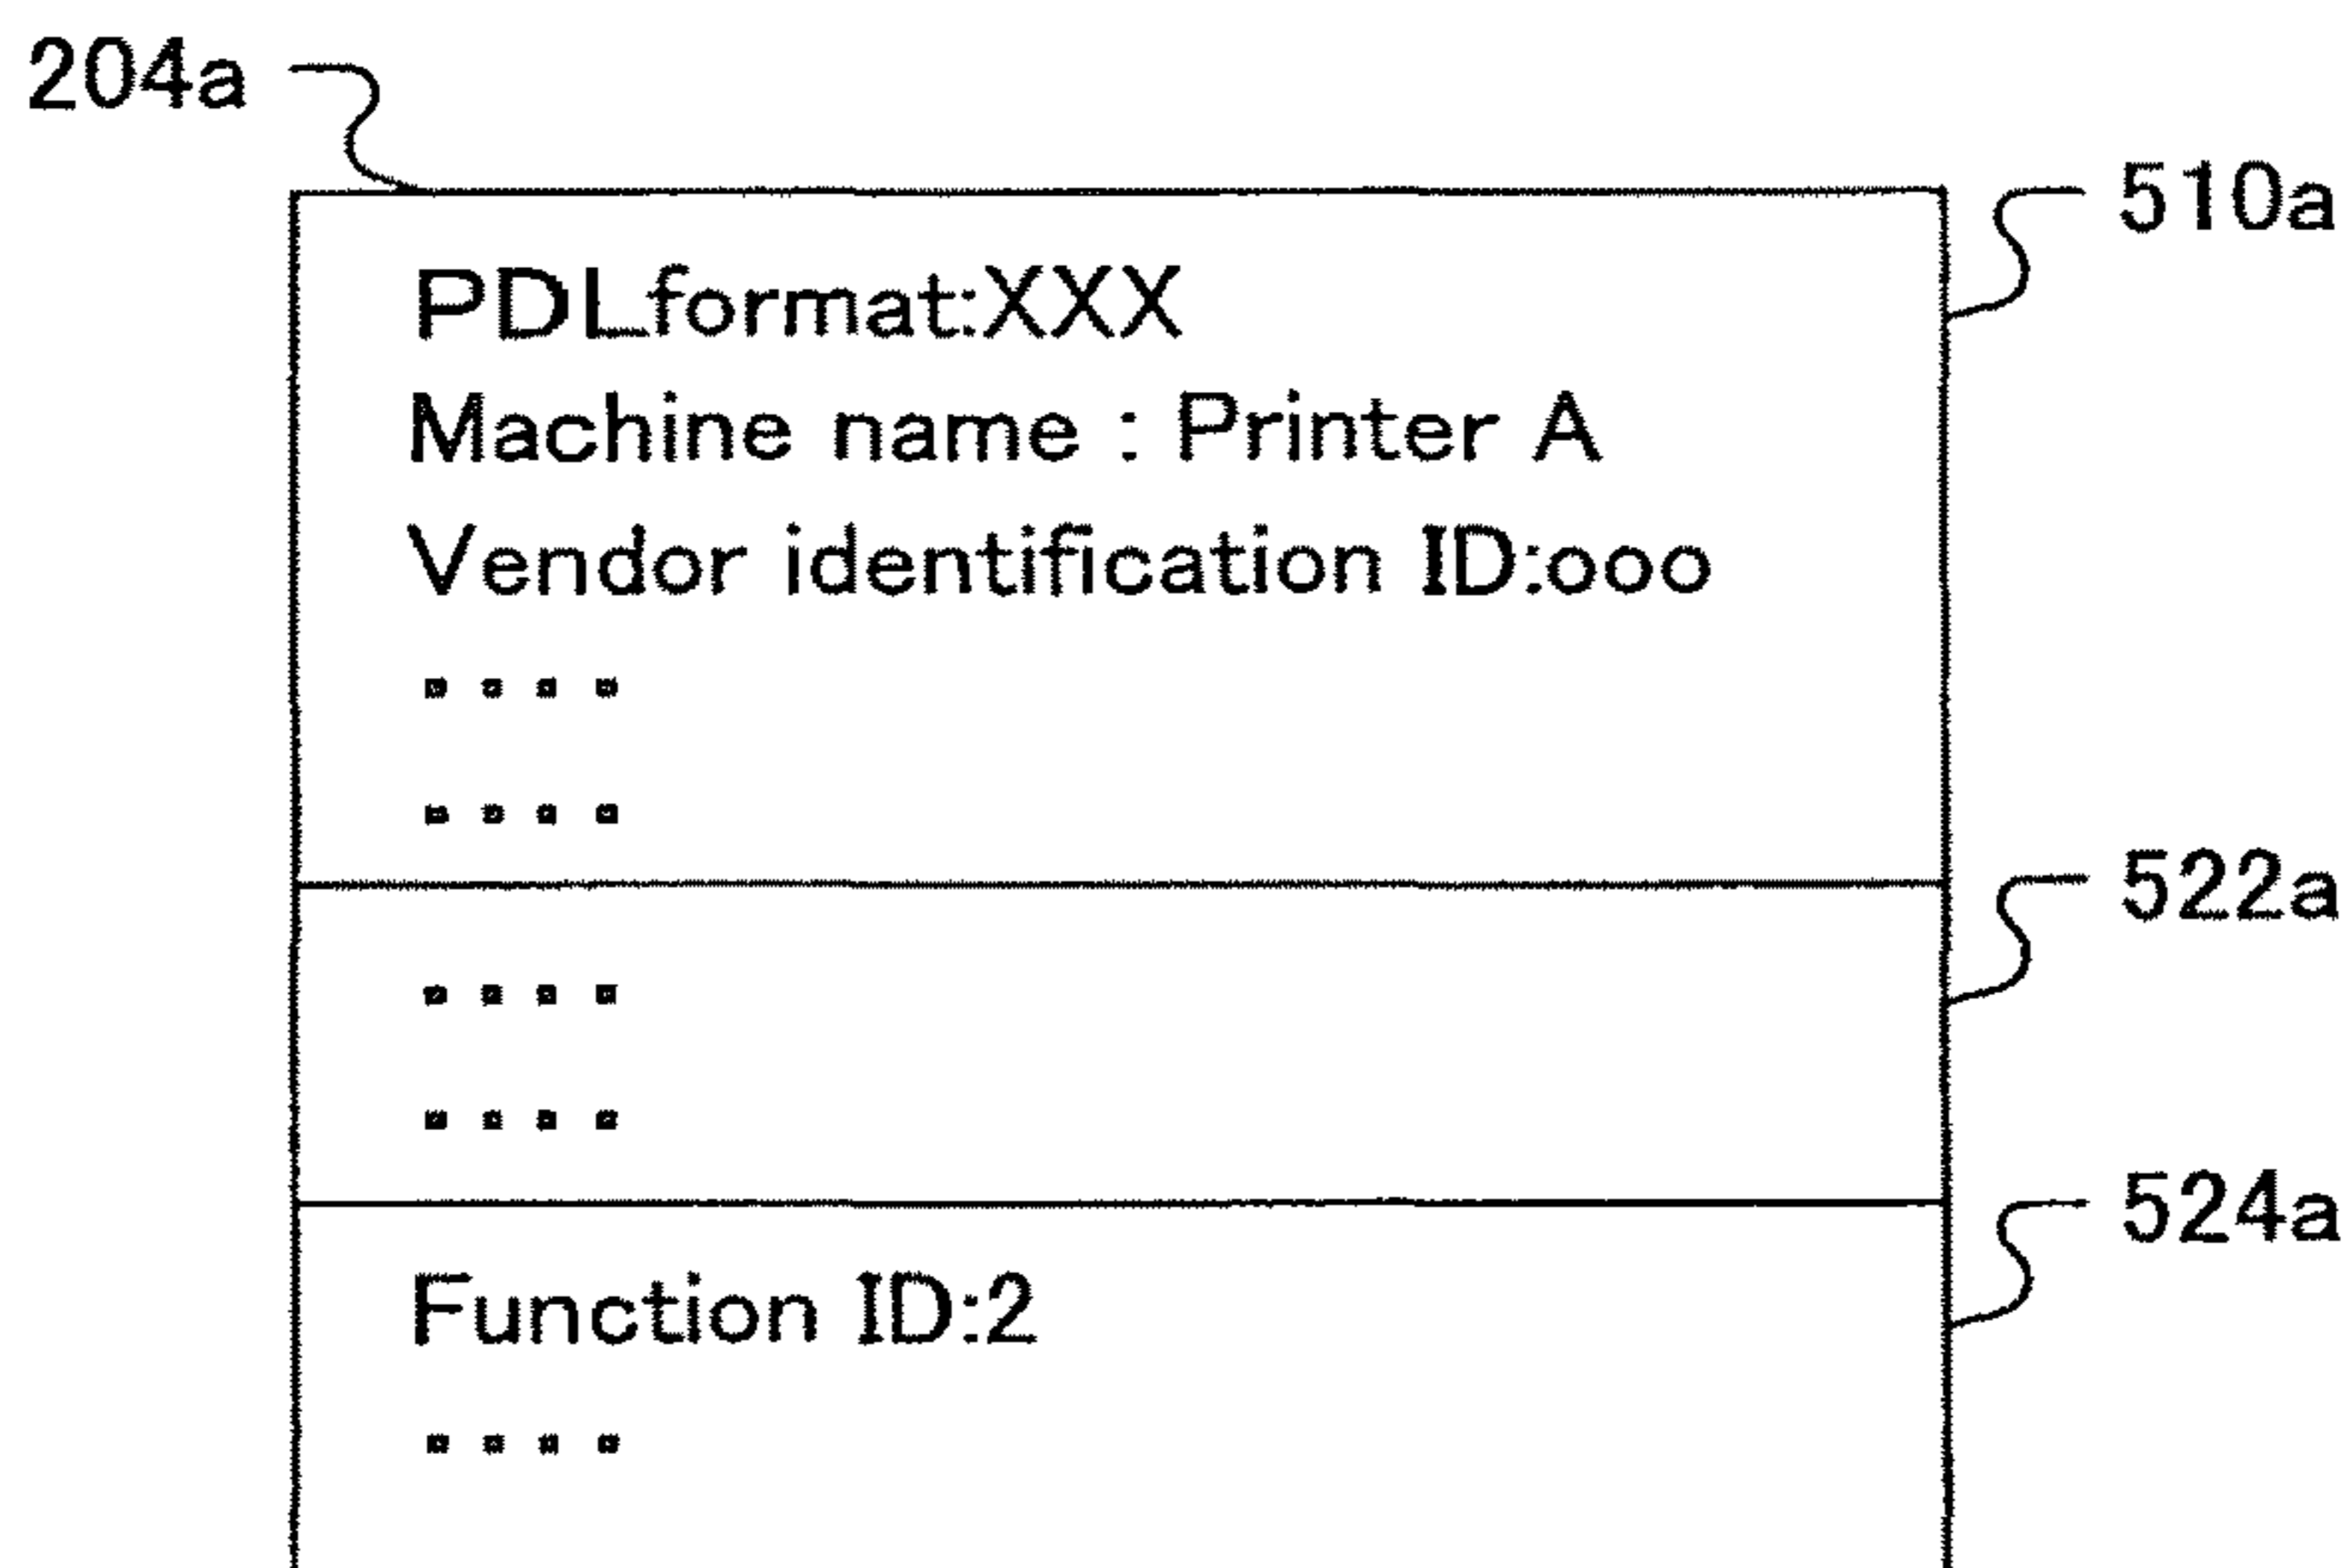 204a
510a
PDLformat:XXX
Machine name : Printer A
Vendor identification ID:ooo
....
....
522a
....
....
524a
Function ID:2
....